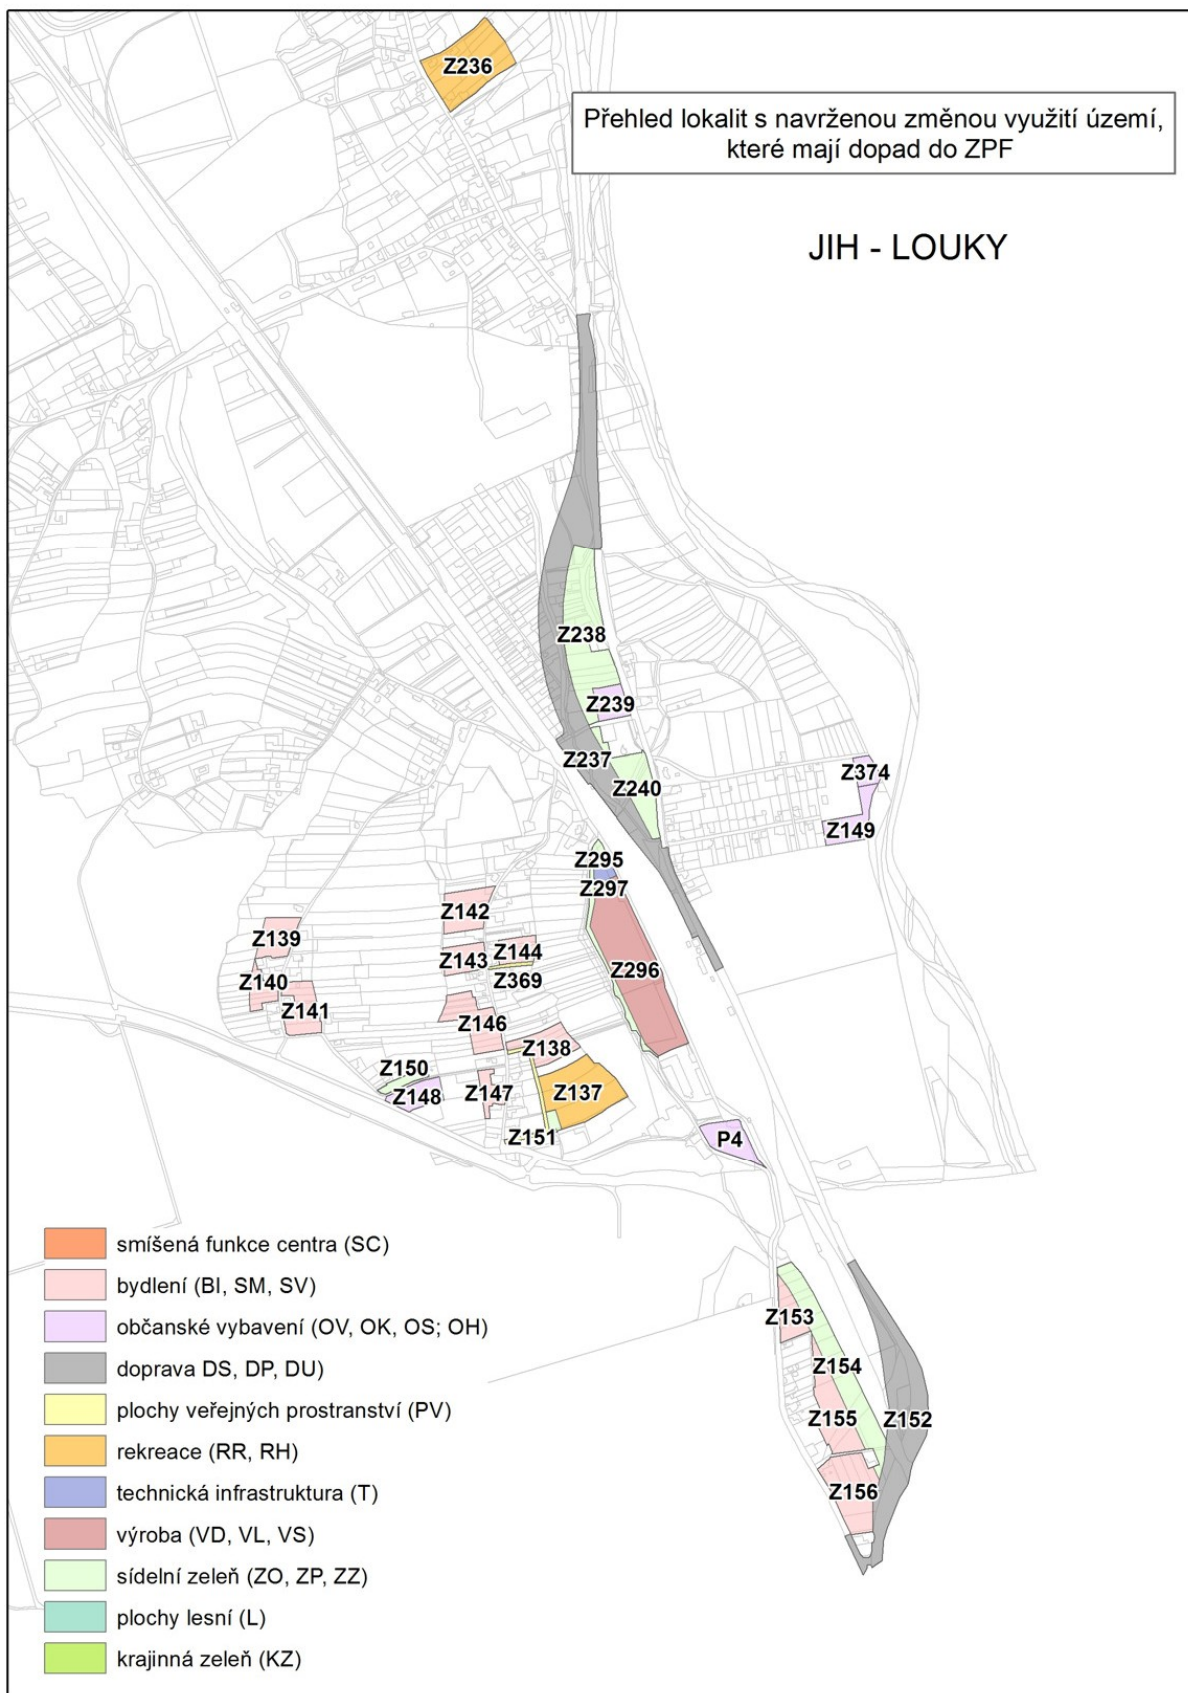 Z236
Přehled lokalit s navrženou změnou využití území,
které mají dopad do ZPF
JIH - LOUKY
Z238
Z239
Z237
Z240
Z374
Z149
Z295
Z297
Z142
Z139
Z143
Z144
Z369
Z140
Z141
Z296
Z146
Z138
Z150
Z148
Z147
Z137
Z151
P4
Z153
Z154
Z155
Z152
Z156
smíšená funkce centra (SC)
bydlení (BI, SM, SV)
občanské vybavení (OV, OK, OS; OH)
doprava DS, DP, DU)
plochy veřejných prostranství (PV)
rekreace (RR, RH)
technická infrastruktura (T)
výroba (VD, VL, VS)
sídelní zeleň (ZO, ZP, ZZ)
plochy lesní (L)
krajinná zeleň (KZ)